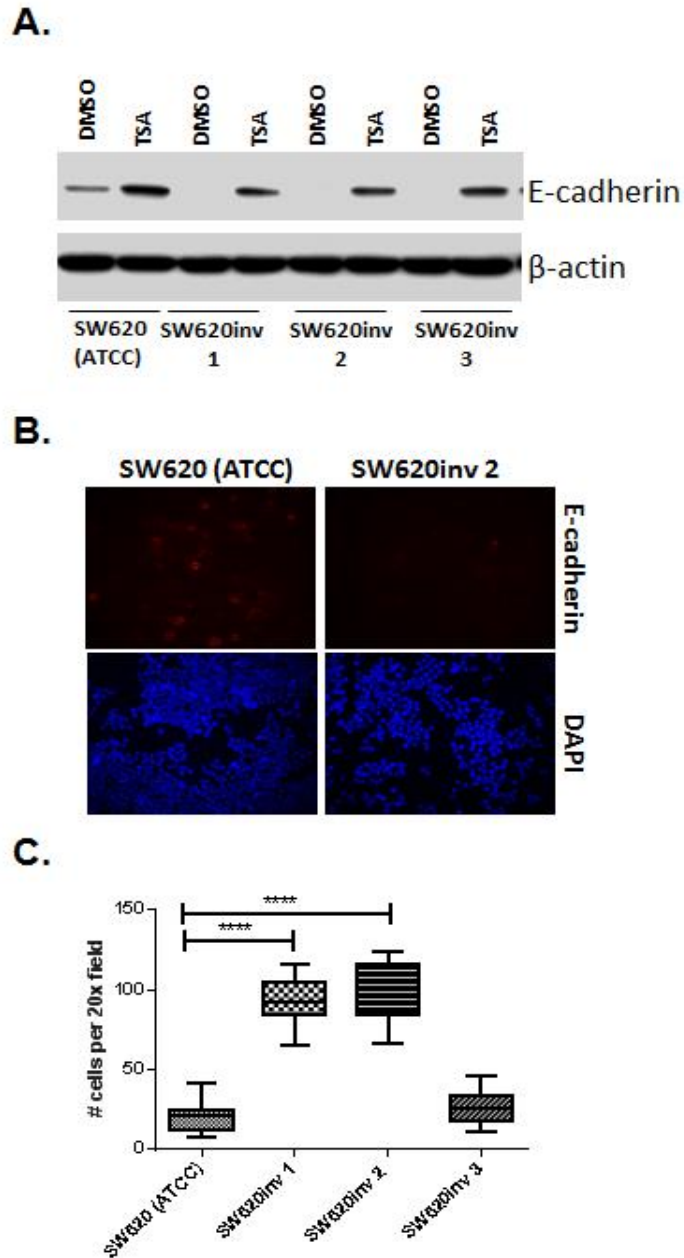 A.
DMSO TSA DMSO TSA DMSO TSA DMSO TSA
E-cadherin
β-actin
SW620 (ATCC)
SW620inv 1
SW620inv 2
SW620inv 3
B.
SW620 (ATCC) SW620inv 2
E-cadherin
DAPI
C.
# cells per 20x field
150
100
50
0
****
****
SW620 (ATCC)
SW620inv 1
SW620inv 2
SW620inv 3